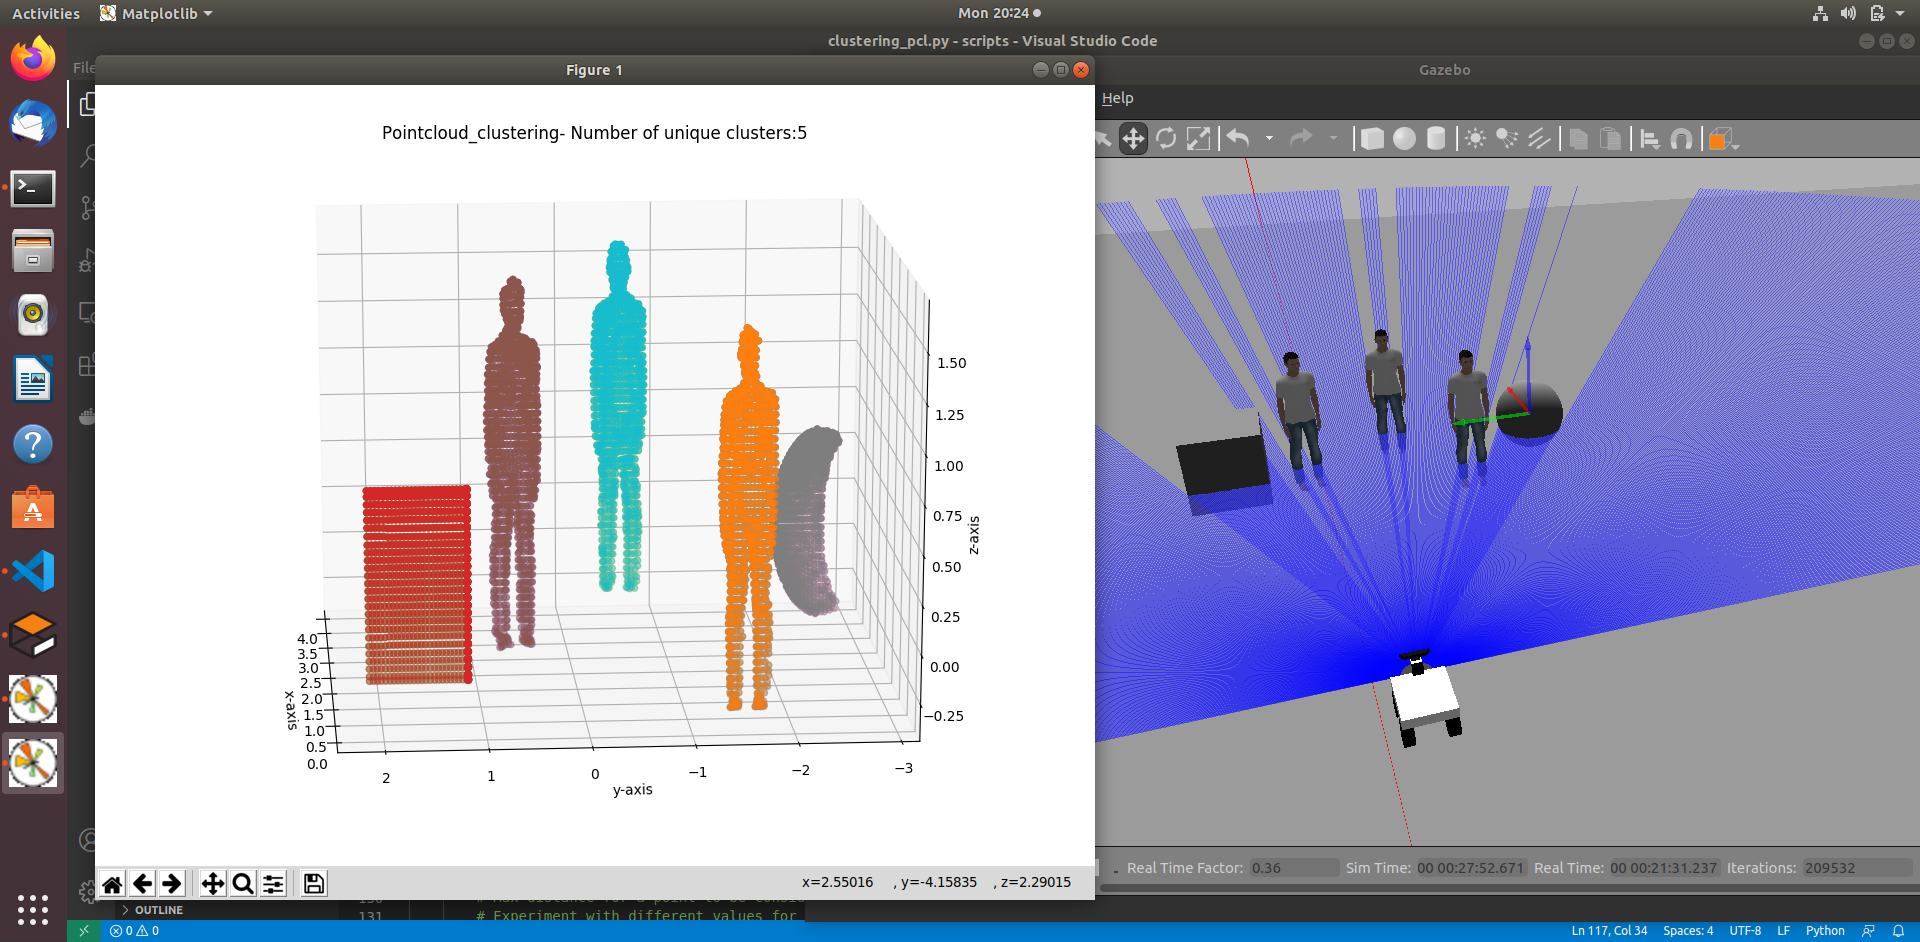 Activities
Matplotlib
Mon 20:24
clustering_pcl.py - scripts - Visual Studio Code
File
Figure 1
Gazebo
Help
Pointcloud_clustering- Number of unique clusters:5
1.50
1.25
1.00
0.75
0.50
0.25
0.00
−0.25
z-axis
4.0
3.5
3.0
2.5
2.0
1.5
1.0
0.5
0.0
x-axis
2
1
0
−1
−2
−3
y-axis
x=2.55016 , y=-4.15835 , z=2.29015
Real Time Factor: 0.36 Sim Time: 00 00:27:52.671 Real Time: 00 00:21:31.237 Iterations: 209532
OUTLINE
131 # Experiment with different values for
0 0
Ln 117, Col 34 Spaces: 4 UTF-8 LF Python